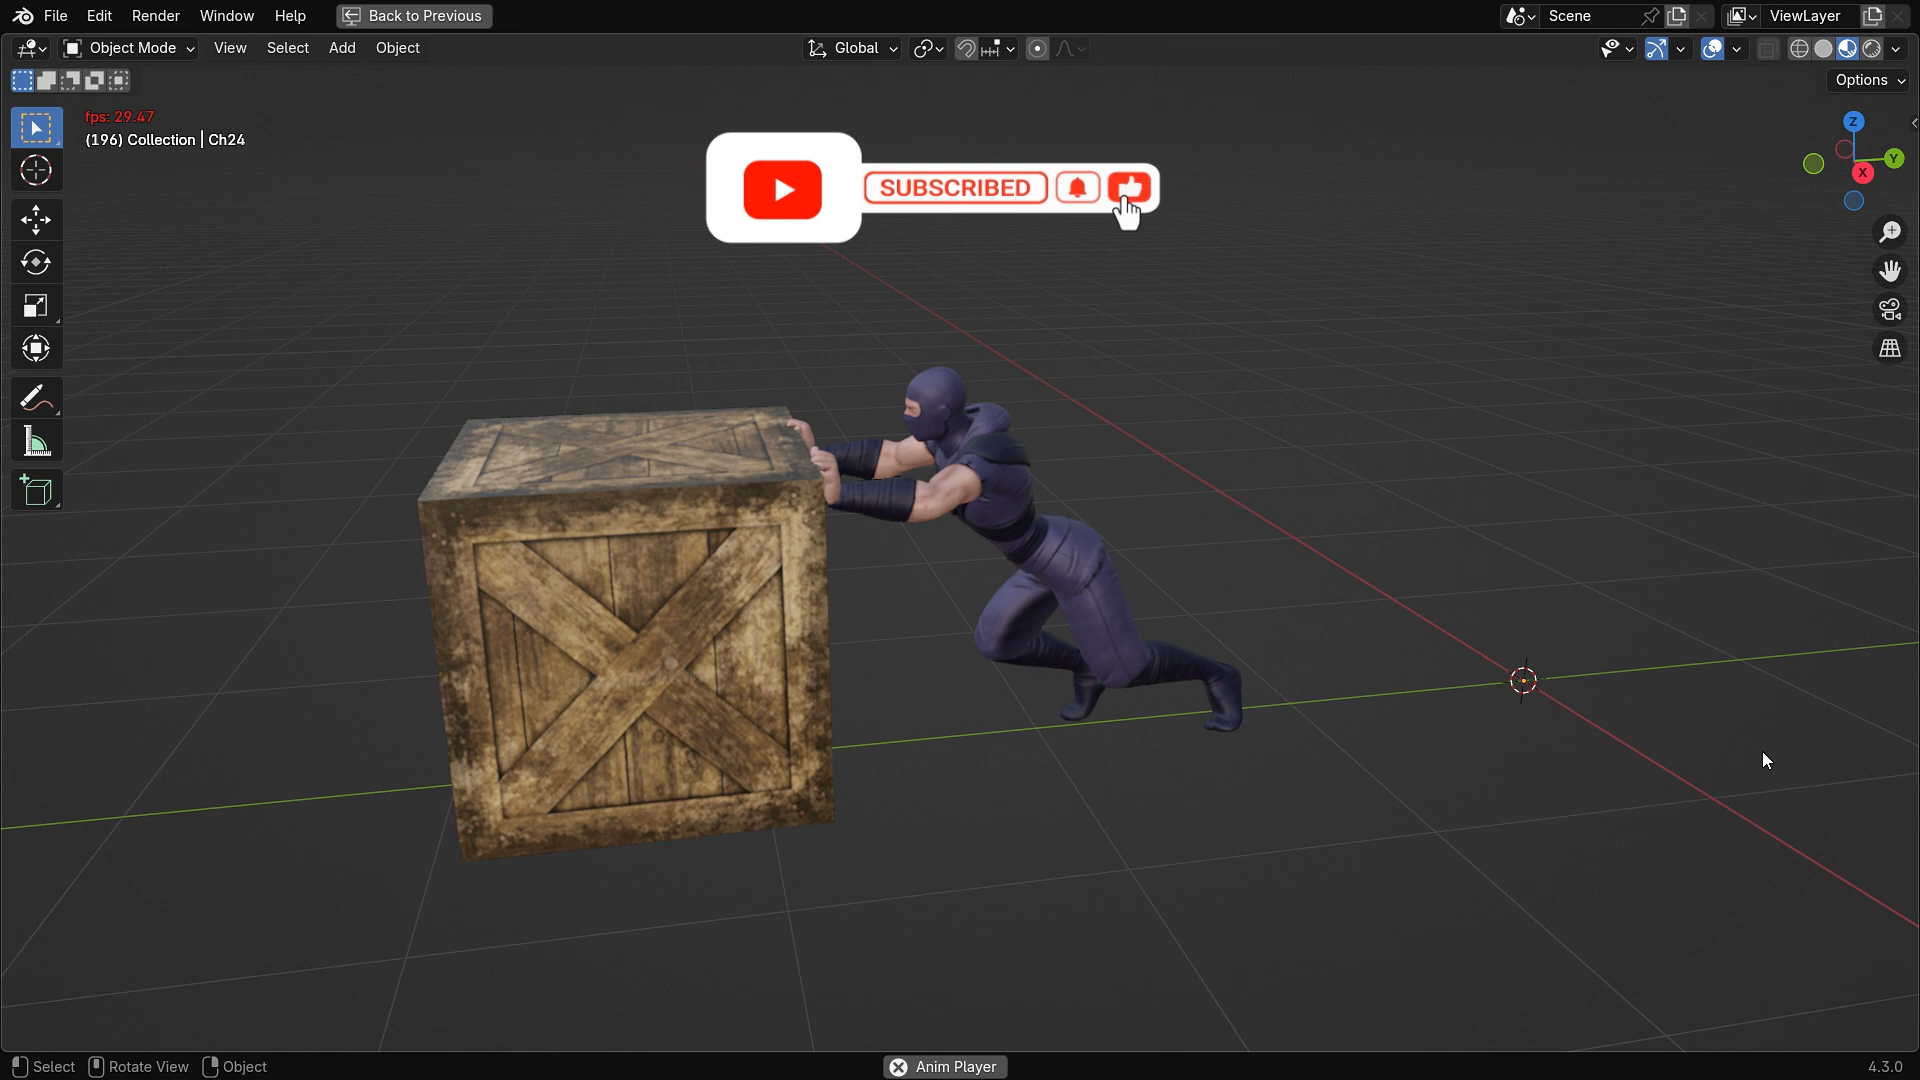 File Edit Render Window Help Back to Previous Scene ViewLayer
Object Mode View Select Add Object Global
Options
fps: 29.47
(196) Collection | Ch24
Z
Y
X
SUBSCRIBED
Select Rotate View Object Anim Player 4.3.0